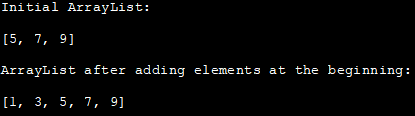 Initial ArrayList:
[5, 7, 9]
ArrayList after adding elements at the beginning:
[1, 3, 5, 7, 9]